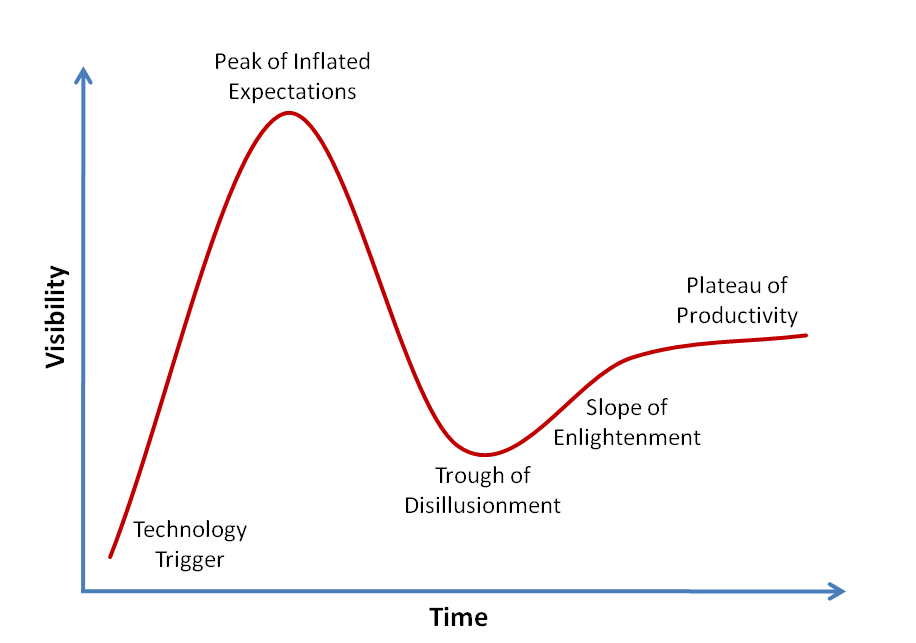 Peak of Inflated
Expectations
Visibility
Plateau of
Productivity
Slope of
Enlightenment
Trough of
Disillusionment
Technology
Trigger
Time